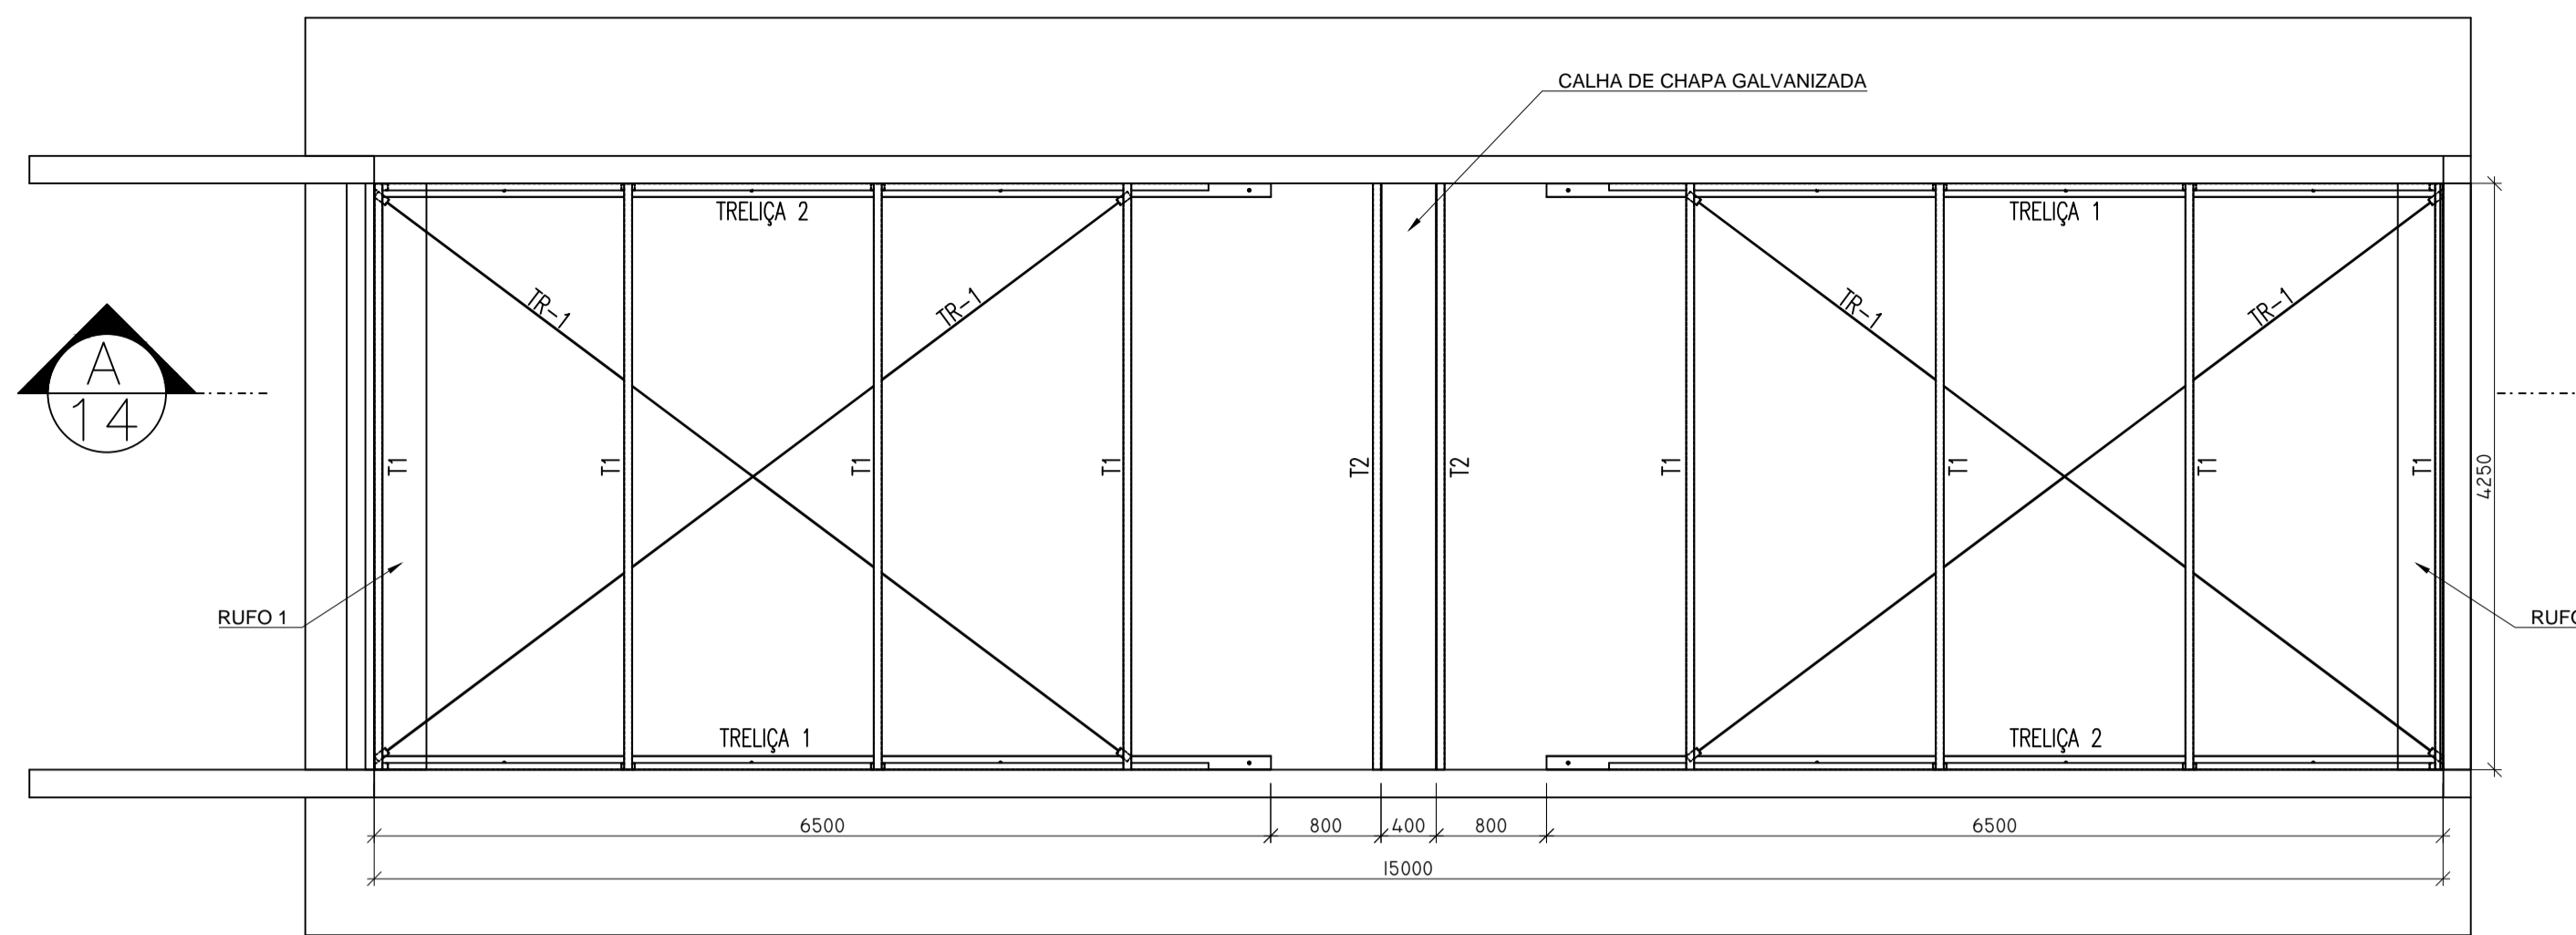 CALHA DE CHAPA GALVANIZADA
TRELIÇA 2
TRELIÇA 1
TR-1
TR-1
TR-1
TR-1
A
14
T1
T1
T1
T1
T2
T2
T1
T1
T1
T1
4250
RUFO 1
RUFO
TRELIÇA 1
TRELIÇA 2
6500
800
400
800
6500
15000